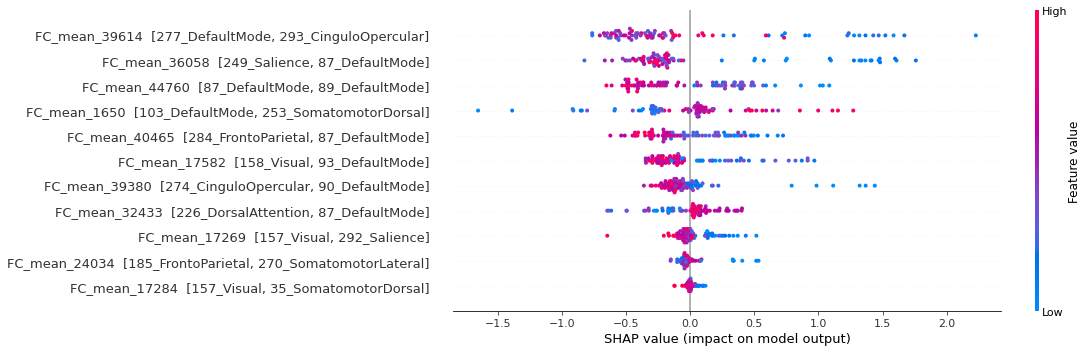 High
FC_mean_39614 [277_DefaultMode, 293_CinguloOpercular]
FC_mean_36058 [249_Salience, 87_DefaultMode]
FC_mean_44760 [87_DefaultMode, 89_DefaultMode]
FC_mean_1650 [103_DefaultMode, 253_SomatomotorDorsal]
FC_mean_40465 [284_FrontoParietal, 87_DefaultMode]
FC_mean_17582 [158_Visual, 93_DefaultMode]
FC_mean_39380 [274_CinguloOpercular, 90_DefaultMode]
FC_mean_32433 [226_DorsalAttention, 87_DefaultMode]
FC_mean_17269 [157_Visual, 292_Salience]
FC_mean_24034 [185_FrontoParietal, 270_SomatomotorLateral]
FC_mean_17284 [157_Visual, 35_SomatomotorDorsal]
Feature value
Low
−1.5 −1.0 −0.5 0.0 0.5 1.0 1.5 2.0
SHAP value (impact on model output)